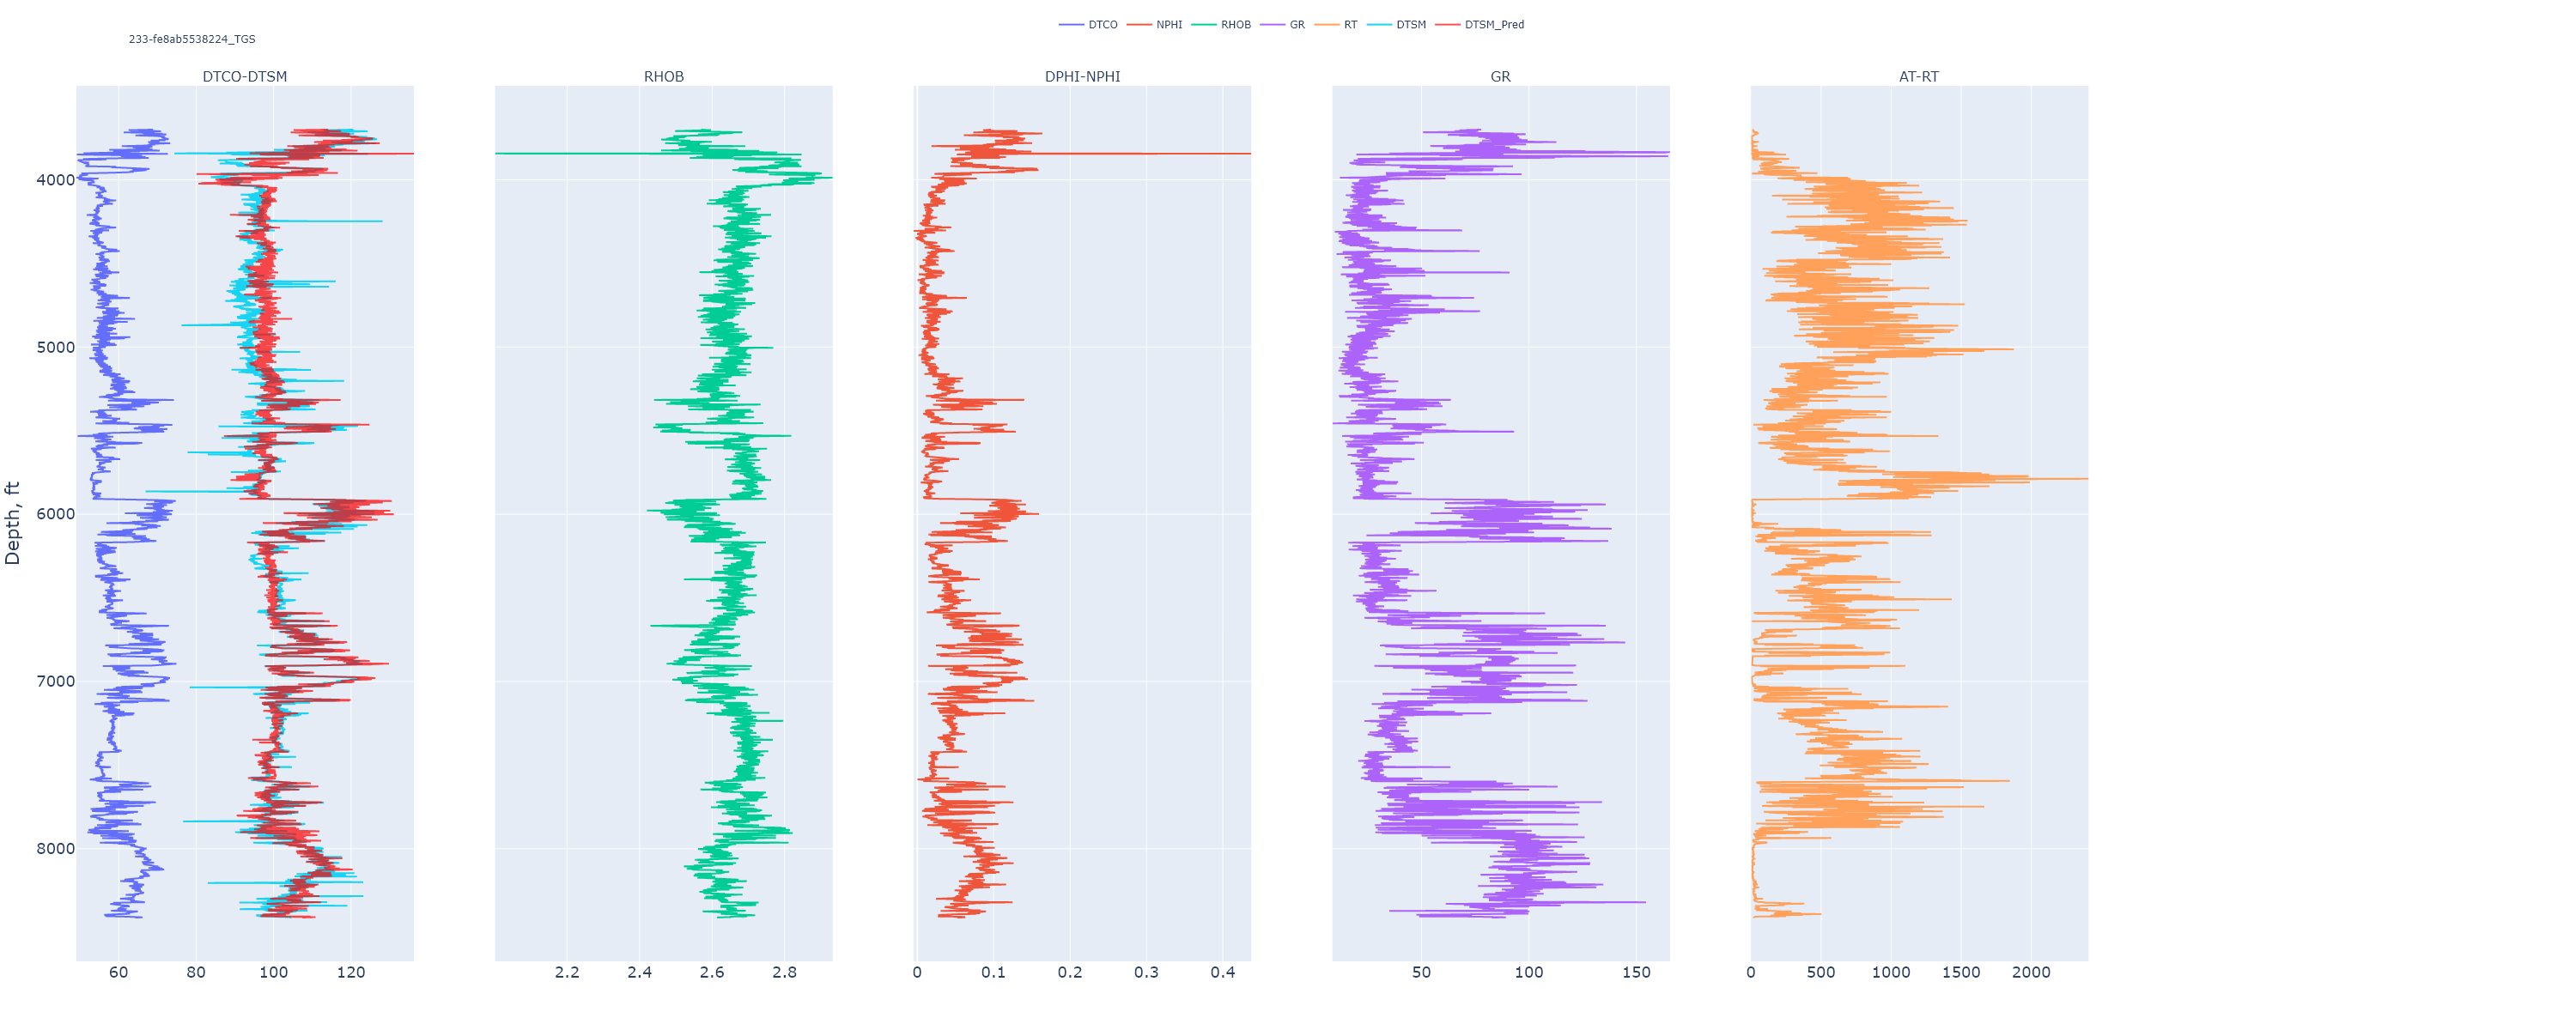 DTCO NPHI RHOB GR RT DTSM DTSM_Pred
233-fe8ab5538224_TGS
DTCO-DTSM RHOB DPHI-NPHI GR AT-RT
4000
5000
6000
7000
8000
Depth, ft
60 80 100 120 2.2 2.4 2.6 2.8 0 0.1 0.2 0.3 0.4 50 100 150 0 500 1000 1500 2000